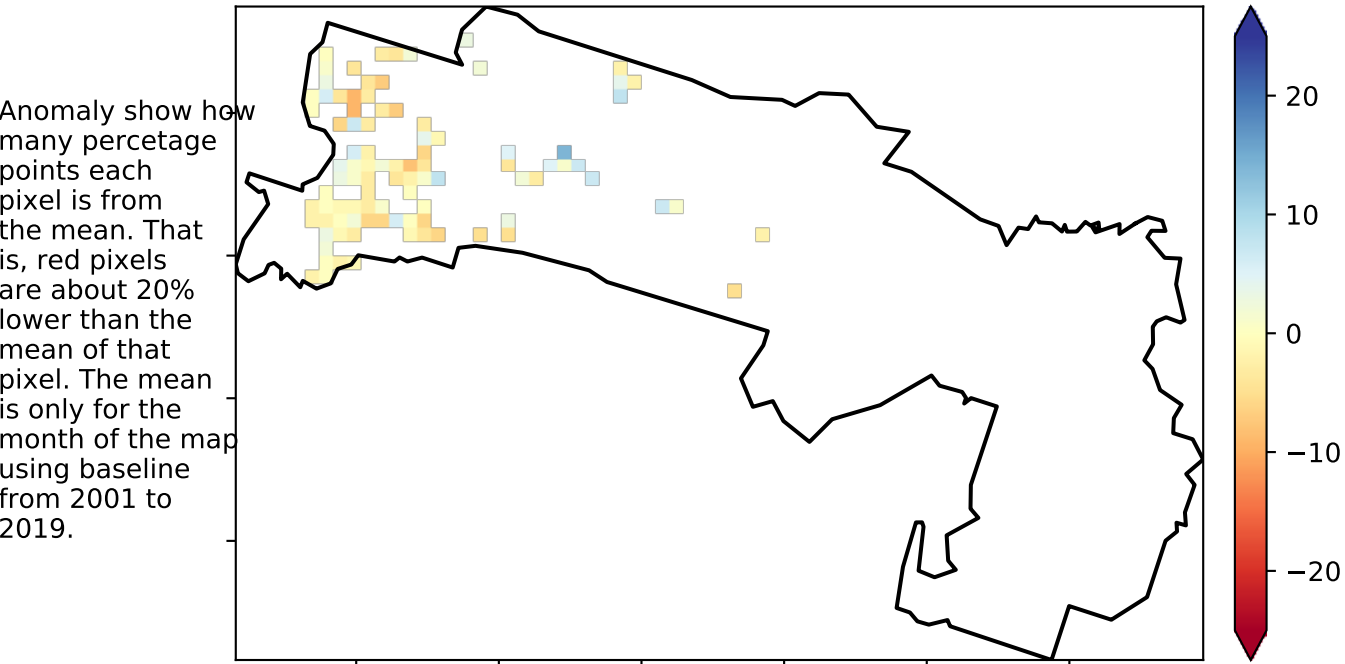 Anomaly show how
many percetage
points each
pixel is from
the mean. That
is, red pixels
are about 20%
lower than the
mean of that
pixel. The mean
is only for the
month of the map
using baseline
from 2001 to
2019.
20
10
0
−10
−20